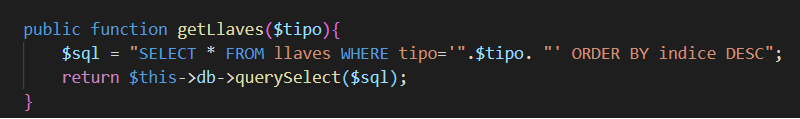 public function getLlaves($tipo){
$sql = "SELECT * FROM llaves WHERE tipo='".$tipo. "' ORDER BY indice DESC";
return $this->db->querySelect($sql);
}